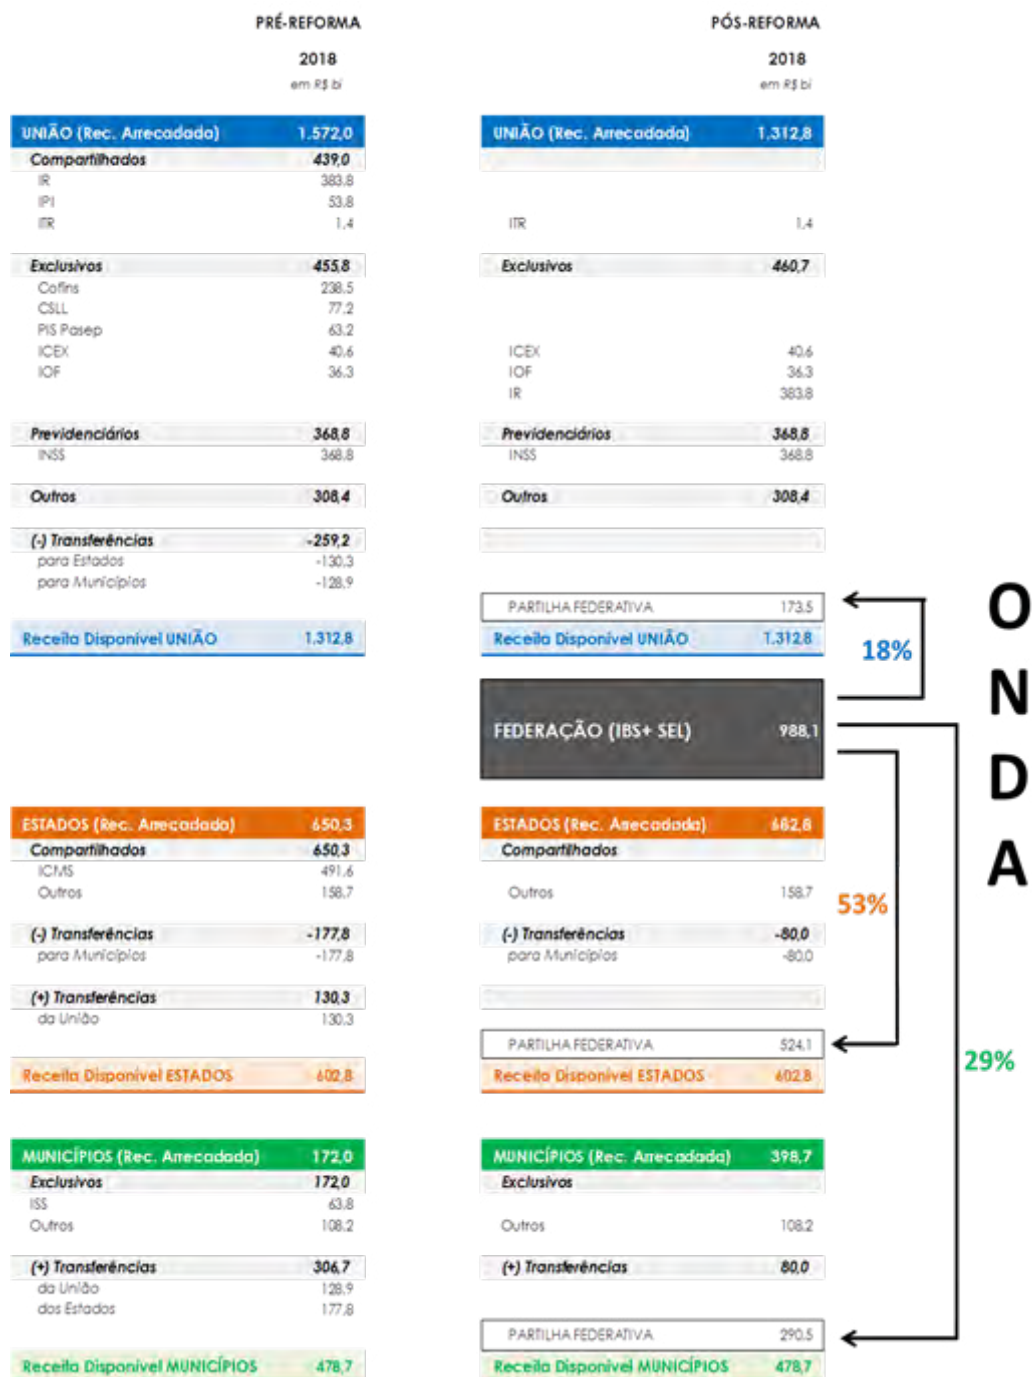 PRÉ-REFORMA PÓS-REFORMA
2018 2018
em R$ bi em R$ bi
UNIÃO (Rec. Arrecadada) 1.572,0 UNIÃO (Rec. Arrecadada) 1.312,8
Compartilhados 439,0
IR 383,8
IPI 53,8
ITR 1,4 ITR 1,4
Exclusivos 455,8 Exclusivos 460,7
Cofins 238,5
CSLL 77,2
PIS Pasep 63,2
ICEX 40,6 ICEX 40,6
IOF 36,3 IOF 36,3
IR 383,8
Previdenciários 368,8 Previdenciários 368,8
INSS 368,8 INSS 368,8
Outros 308,4 Outros 308,4
(-) Transferências -259,2
para Estados -130,3
para Municípios -128,9
PARTILHA FEDERATIVA 173,5
Receita Disponível UNIÃO 1.312,8 Receita Disponível UNIÃO 1.312,8
18%
FEDERAÇÃO (IBS+ SEL) 988,1
O
N
D
A
ESTADOS (Rec. Arrecadada) 650,3 ESTADOS (Rec. Arrecadada) 682,8
Compartilhados 650,3 Compartilhados
ICMS 491,6
Outros 158,7 Outros 158,7
53%
(-) Transferências -177,8 (-) Transferências -80,0
para Municípios -177,8 para Municípios -80,0
(+) Transferências 130,3
da União 130,3
PARTILHA FEDERATIVA 524,1
Receita Disponível ESTADOS 602,8 Receita Disponível ESTADOS 602,8
29%
MUNICÍPIOS (Rec. Arrecadada) 172,0 MUNICÍPIOS (Rec. Arrecadada) 398,7
Exclusivos 172,0 Exclusivos
ISS 63,8
Outros 108,2 Outros 108,2
(+) Transferências 306,7 (+) Transferências 80,0
da União 128,9
dos Estados 177,8
PARTILHA FEDERATIVA 290,5
Receita Disponível MUNICÍPIOS 478,7 Receita Disponível MUNICÍPIOS 478,7